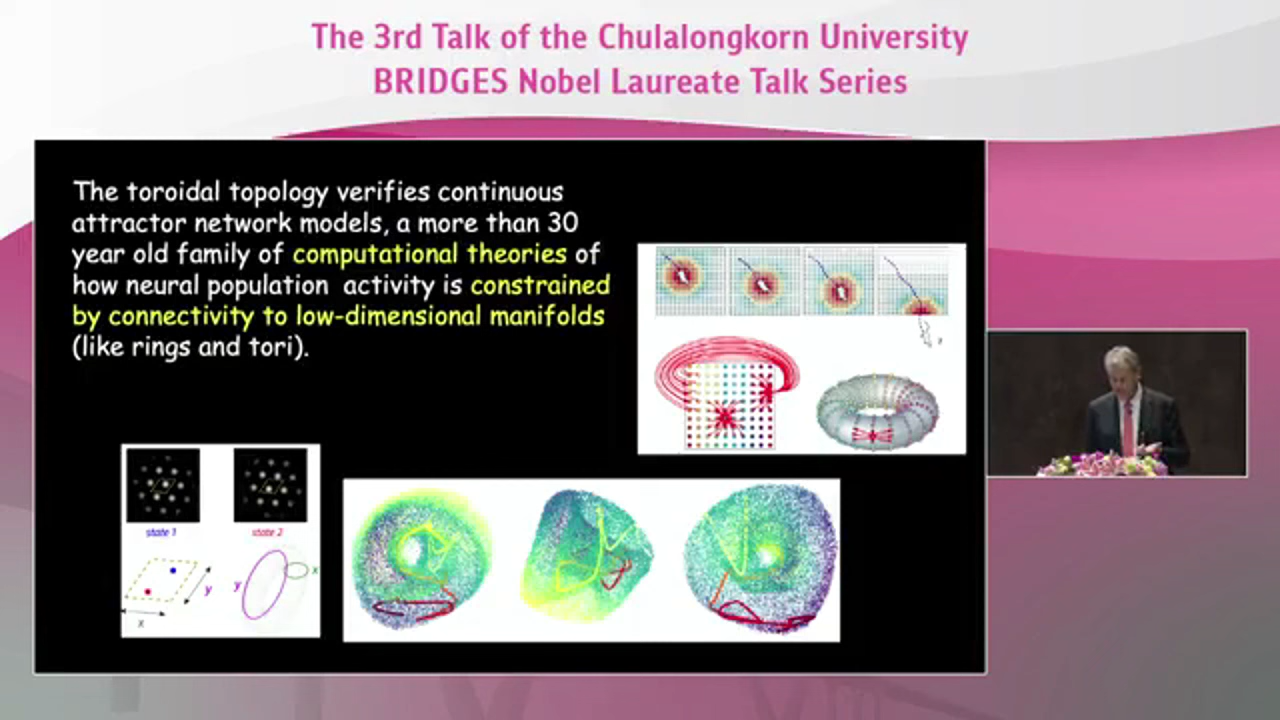 The 3rd Talk of the Chulalongkorn University
BRIDGES Nobel Laureate Talk Series
The toroidal topology verifies continuous
attractor network models, a more than 30
year old family of computational theories of
how neural population activity is constrained
by connectivity to low-dimensional manifolds
(like rings and tori).
state 1
state 2
y
x
y
x